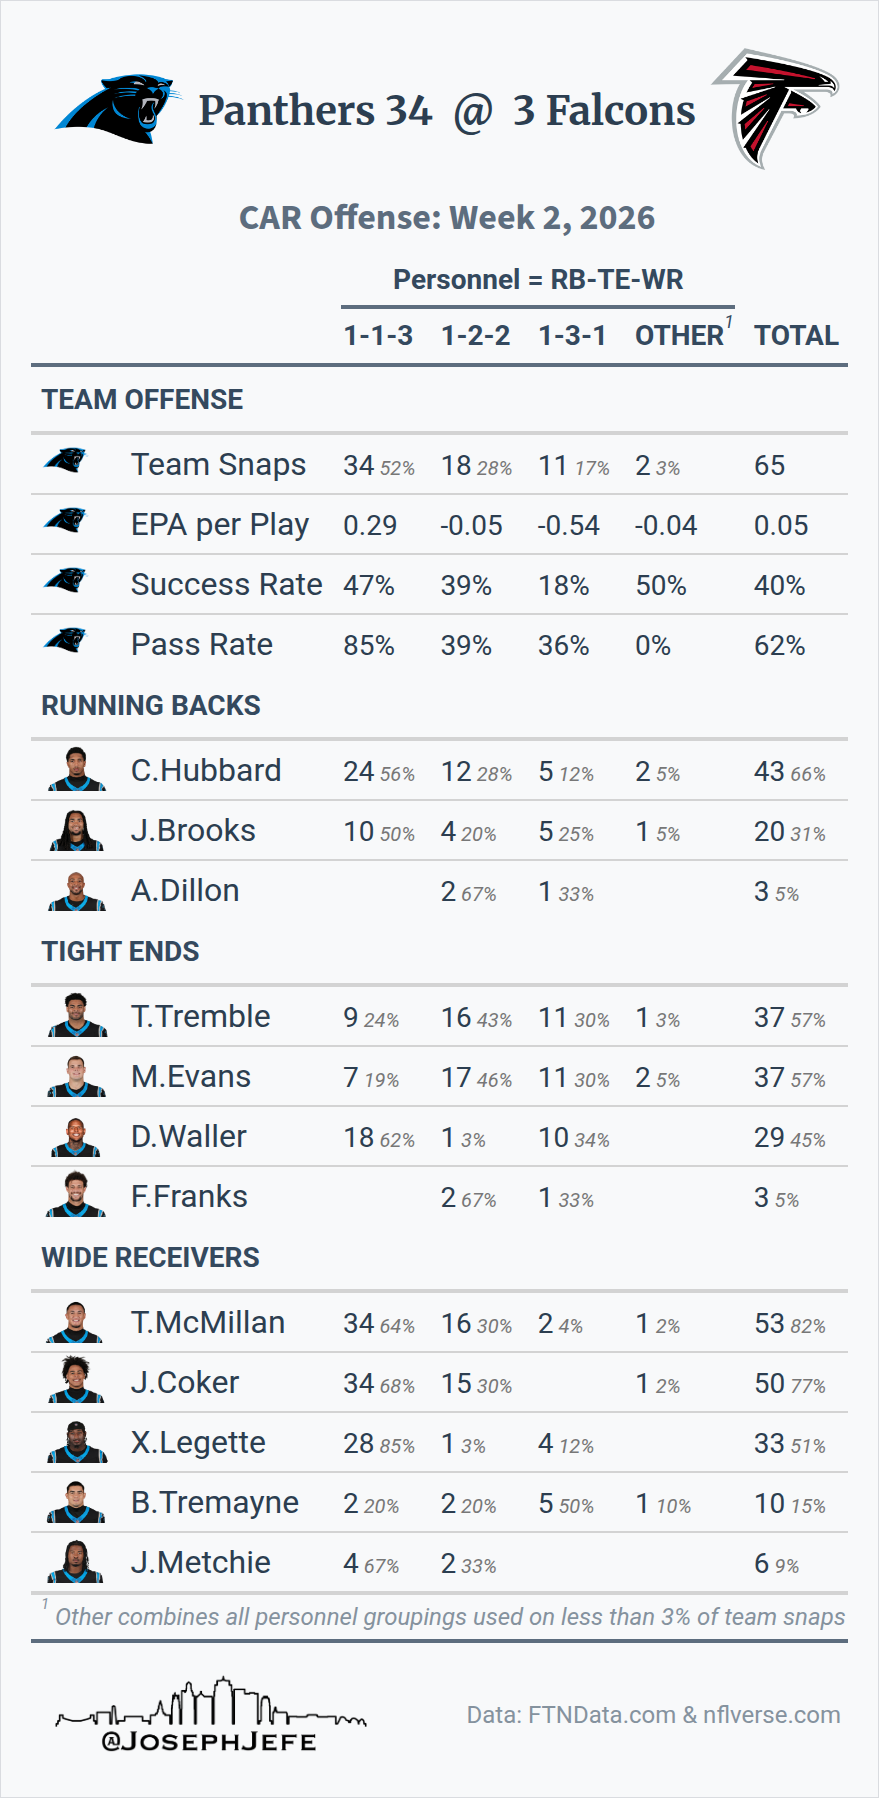 Panthers 34 @ 3 Falcons
CAR Offense: Week 2, 2026
Personnel = RB-TE-WR
1-1-3 1-2-2 1-3-1 OTHER1 TOTAL
TEAM OFFENSE
Team Snaps 34 52% 18 28% 11 17% 2 3% 65
EPA per Play 0.29 -0.05 -0.54 -0.04 0.05
Success Rate 47% 39% 18% 50% 40%
Pass Rate 85% 39% 36% 0% 62%
RUNNING BACKS
C.Hubbard 24 56% 12 28% 5 12% 2 5% 43 66%
J.Brooks 10 50% 4 20% 5 25% 1 5% 20 31%
A.Dillon 2 67% 1 33% 3 5%
TIGHT ENDS
T.Tremble 9 24% 16 43% 11 30% 1 3% 37 57%
M.Evans 7 19% 17 46% 11 30% 2 5% 37 57%
D.Waller 18 62% 1 3% 10 34% 29 45%
F.Franks 2 67% 1 33% 3 5%
WIDE RECEIVERS
T.McMillan 34 64% 16 30% 2 4% 1 2% 53 82%
J.Coker 34 68% 15 30% 1 2% 50 77%
X.Legette 28 85% 1 3% 4 12% 33 51%
B.Tremayne 2 20% 2 20% 5 50% 1 10% 10 15%
J.Metchie 4 67% 2 33% 6 9%
1 Other combines all personnel groupings used on less than 3% of team snaps
@JosephJefe
Data: FTNData.com & nflverse.com